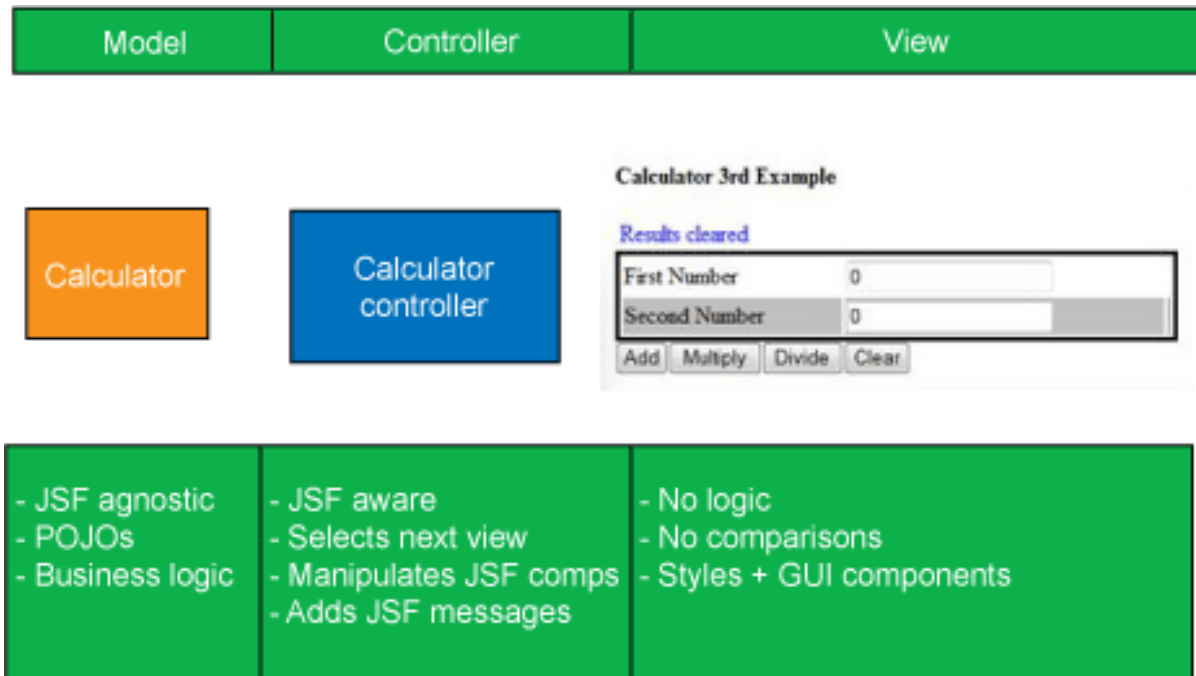 Model
Controller
View
Calculator 3rd Example
Results cleared
Calculator
Calculator
controller
First Number 0
Second Number 0
Add Multiply Divide Clear
- JSF agnostic
- POJOs
- Business logic
- JSF aware
- Selects next view
- Manipulates JSF comps
- Adds JSF messages
- No logic
- No comparisons
- Styles + GUI components